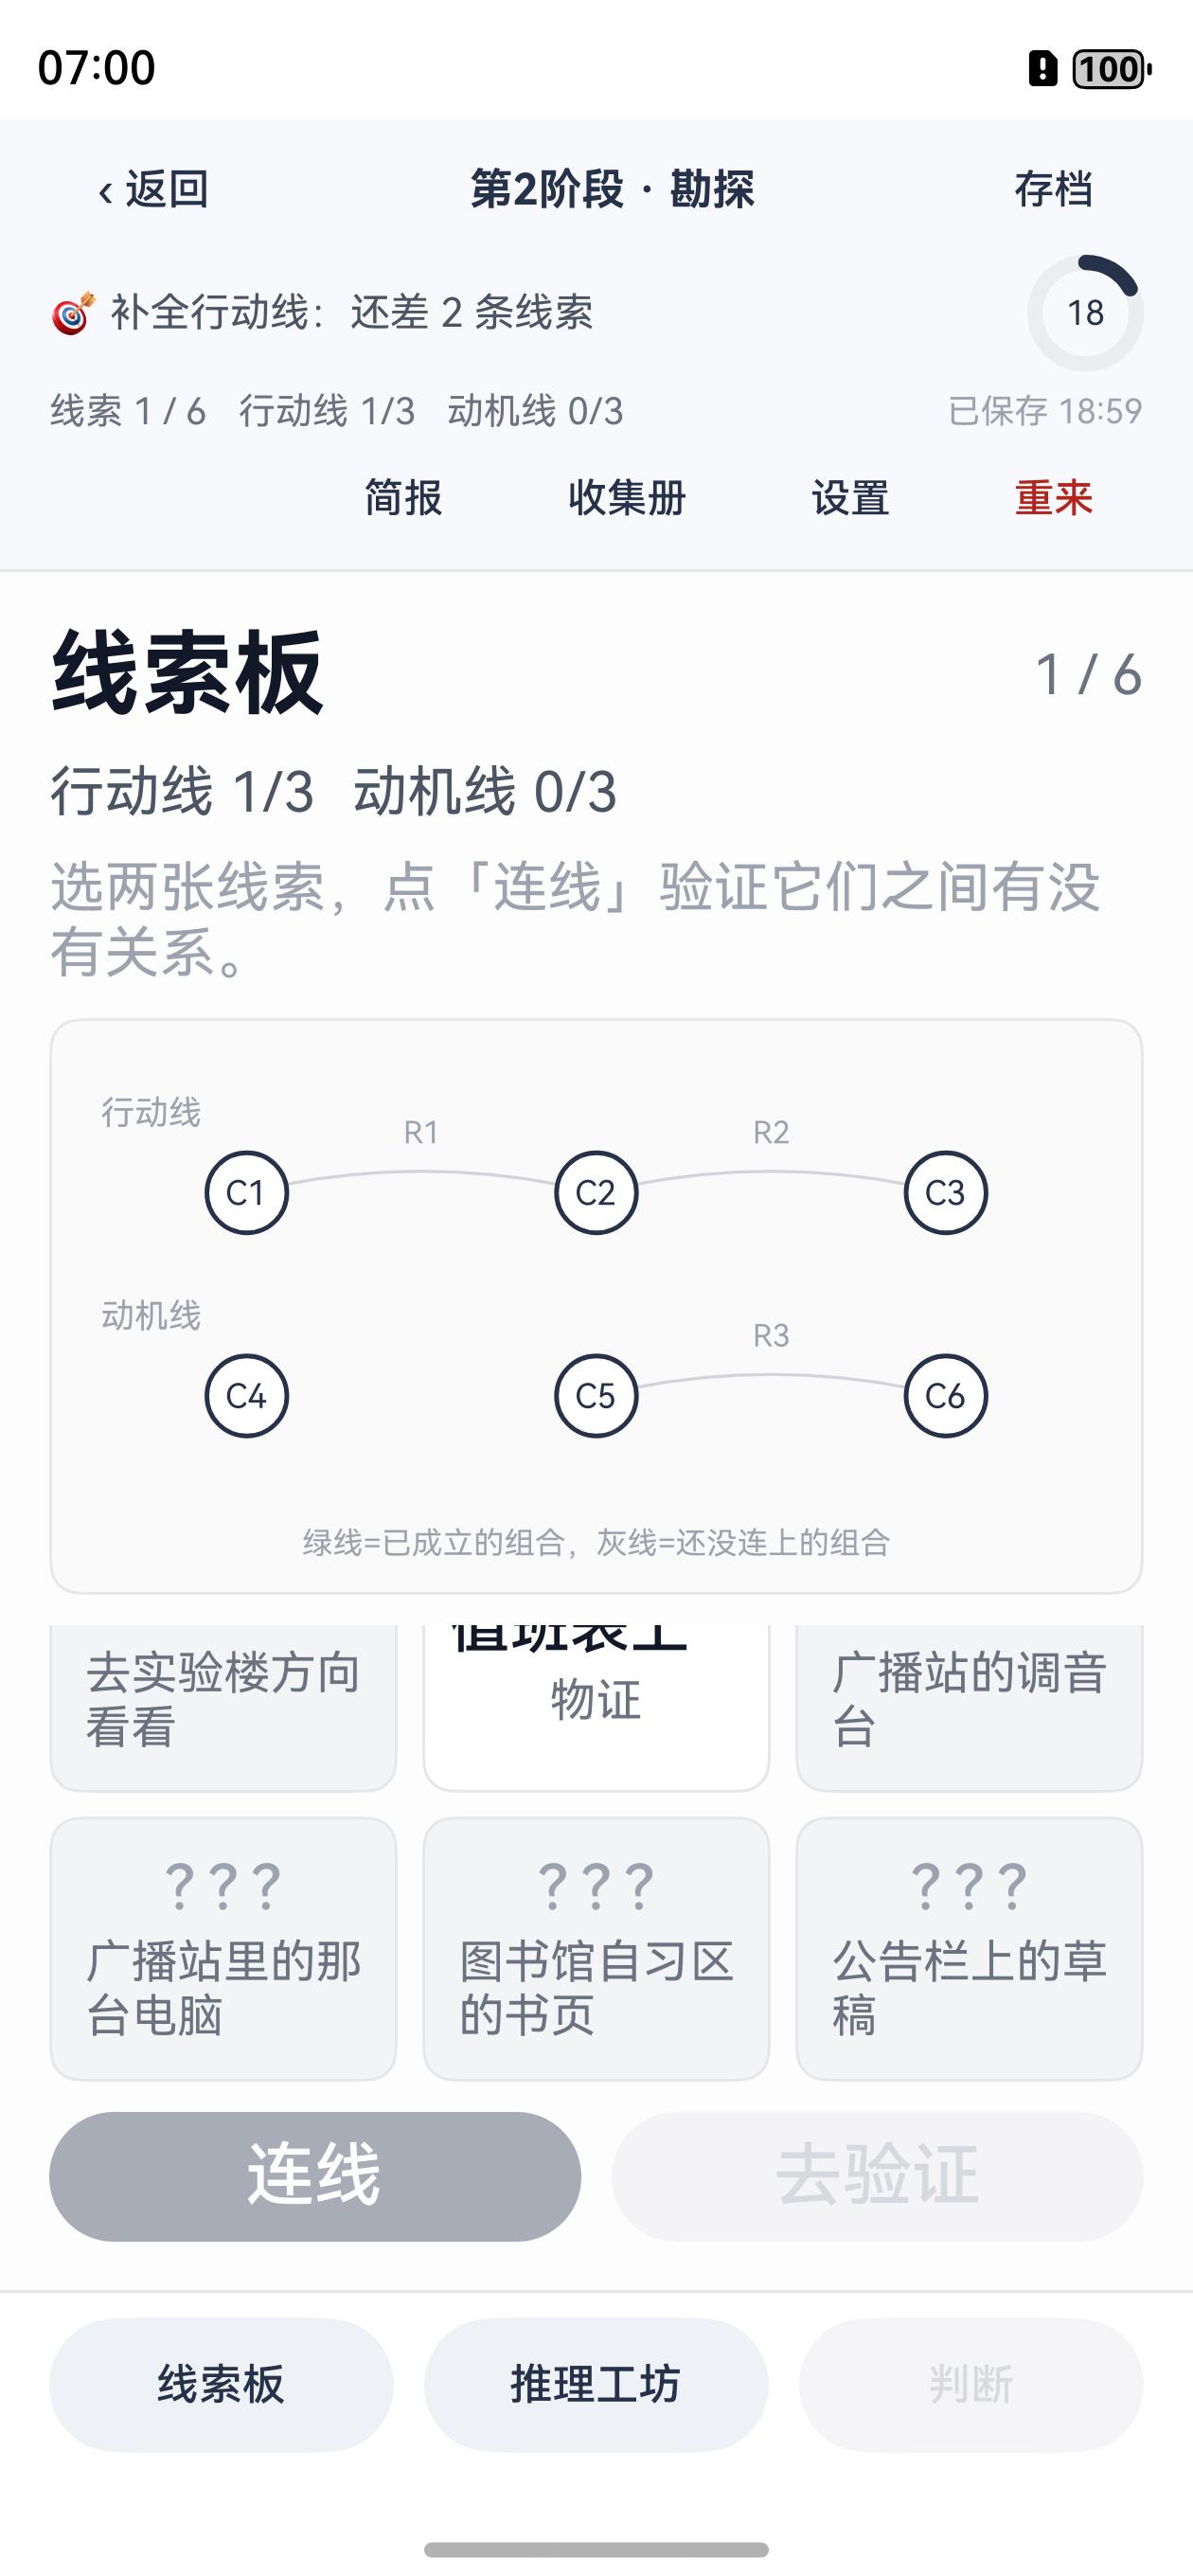 07:00
100
‹ 返回
第2阶段 · 勘探
存档
补全行动线：还差 2 条线索
18
线索 1 / 6 行动线 1/3 动机线 0/3
已保存 18:59
简报
收集册
设置
重来
线索板
1 / 6
行动线 1/3 动机线 0/3
选两张线索，点「连线」验证它们之间有没
有关系。
行动线
R1
R2
C1
C2
C3
动机线
R3
C4
C5
C6
绿线=已成立的组合，灰线=还没连上的组合
去实验楼方向
看看
值班表上
物证
广播站的调音
台
? ? ?
广播站里的那
台电脑
? ? ?
图书馆自习区
的书页
? ? ?
公告栏上的草
稿
连线
去验证
线索板
推理工坊
判断